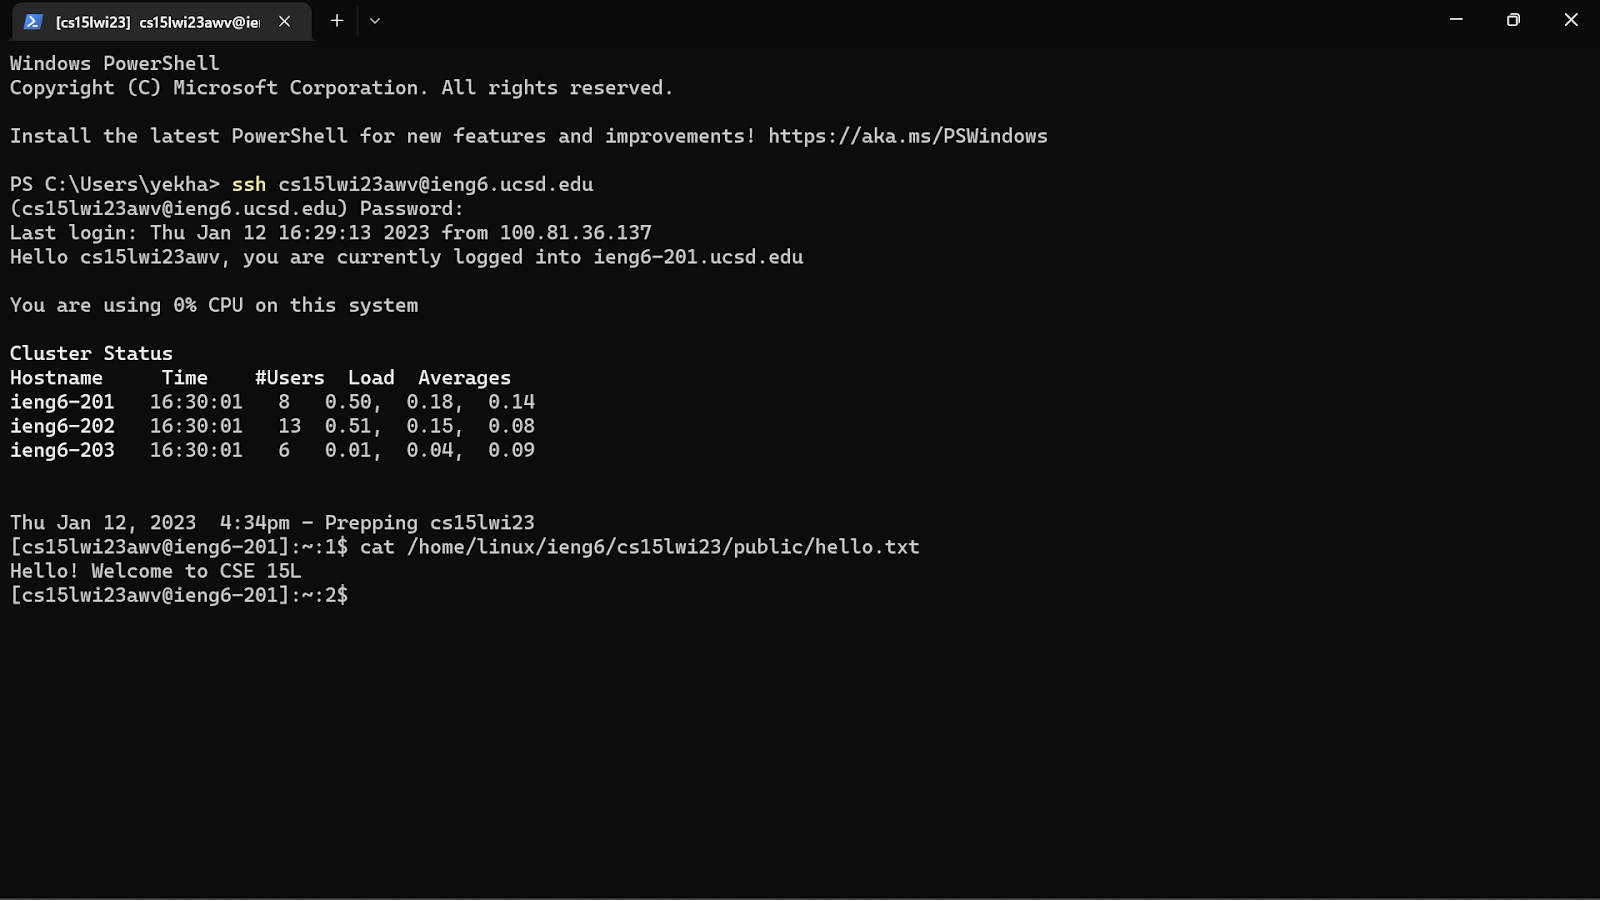 [cs15lwi23] cs15lwi23awv@ie
Windows PowerShell
Copyright (C) Microsoft Corporation. All rights reserved.
Install the latest PowerShell for new features and improvements! https://aka.ms/PSWindows
PS C:\Users\yekha> ssh cs15lwi23awv@ieng6.ucsd.edu
(cs15lwi23awv@ieng6.ucsd.edu) Password:
Last login: Thu Jan 12 16:29:13 2023 from 100.81.36.137
Hello cs15lwi23awv, you are currently logged into ieng6-201.ucsd.edu
You are using 0% CPU on this system
Cluster Status
Hostname     Time    #Users  Load  Averages
ieng6-201   16:30:01   8   0.50,  0.18,  0.14
ieng6-202   16:30:01   13  0.51,  0.15,  0.08
ieng6-203   16:30:01   6   0.01,  0.04,  0.09
Thu Jan 12, 2023  4:34pm - Prepping cs15lwi23
[cs15lwi23awv@ieng6-201]:~:1$ cat /home/linux/ieng6/cs15lwi23/public/hello.txt
Hello! Welcome to CSE 15L
[cs15lwi23awv@ieng6-201]:~:2$